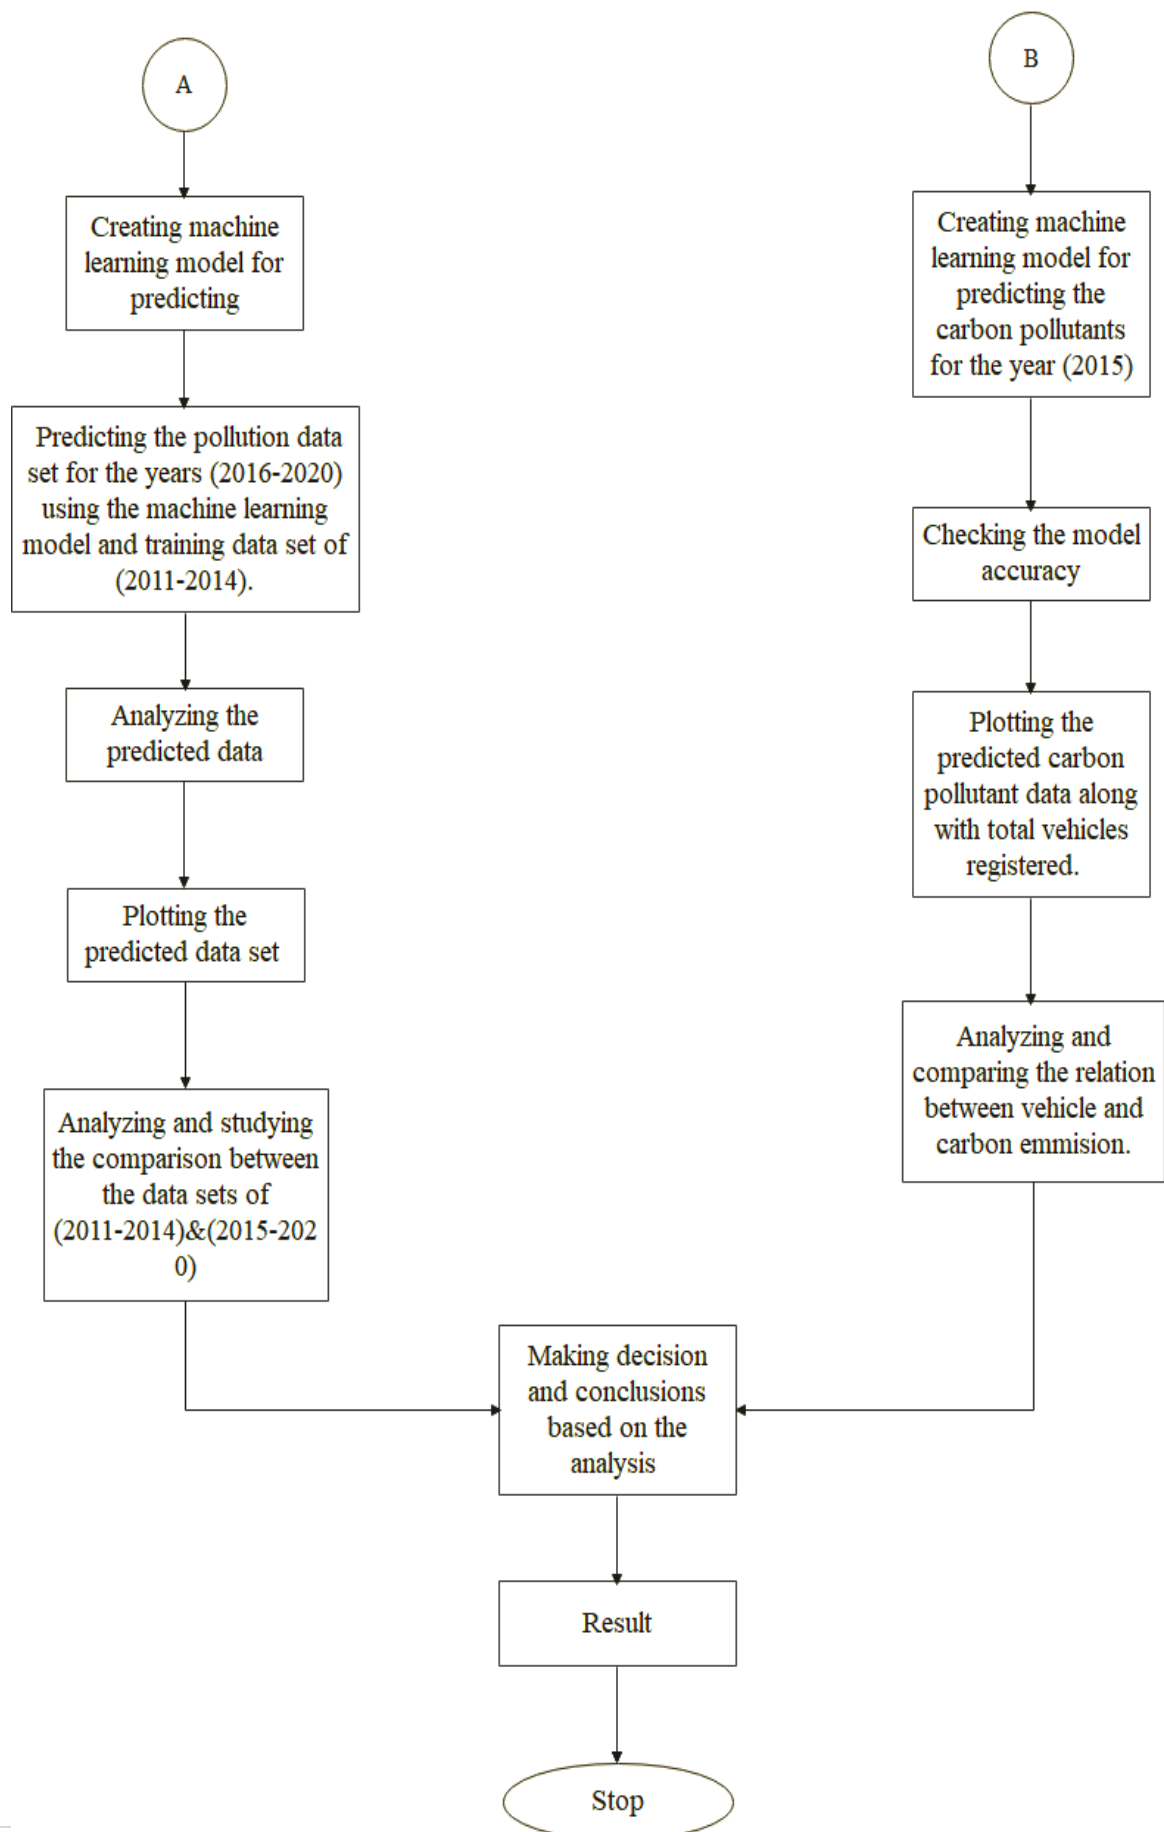 A
Creating machine
learning model for
predicting
Predicting the pollution data
set for the years (2016-2020)
using the machine learning
model and training data set of
(2011-2014).
Analyzing the
predicted data
Plotting the
predicted data set
Analyzing and studying
the comparison between
the data sets of
(2011-2014)&(2015-202
0)
B
Creating machine
learning model for
predicting the
carbon pollutants
for the year (2015)
Checking the model
accuracy
Plotting the
predicted carbon
pollutant data along
with total vehicles
registered.
Analyzing and
comparing the relation
between vehicle and
carbon emmision.
Making decision
and conclusions
based on the
analysis
Result
Stop